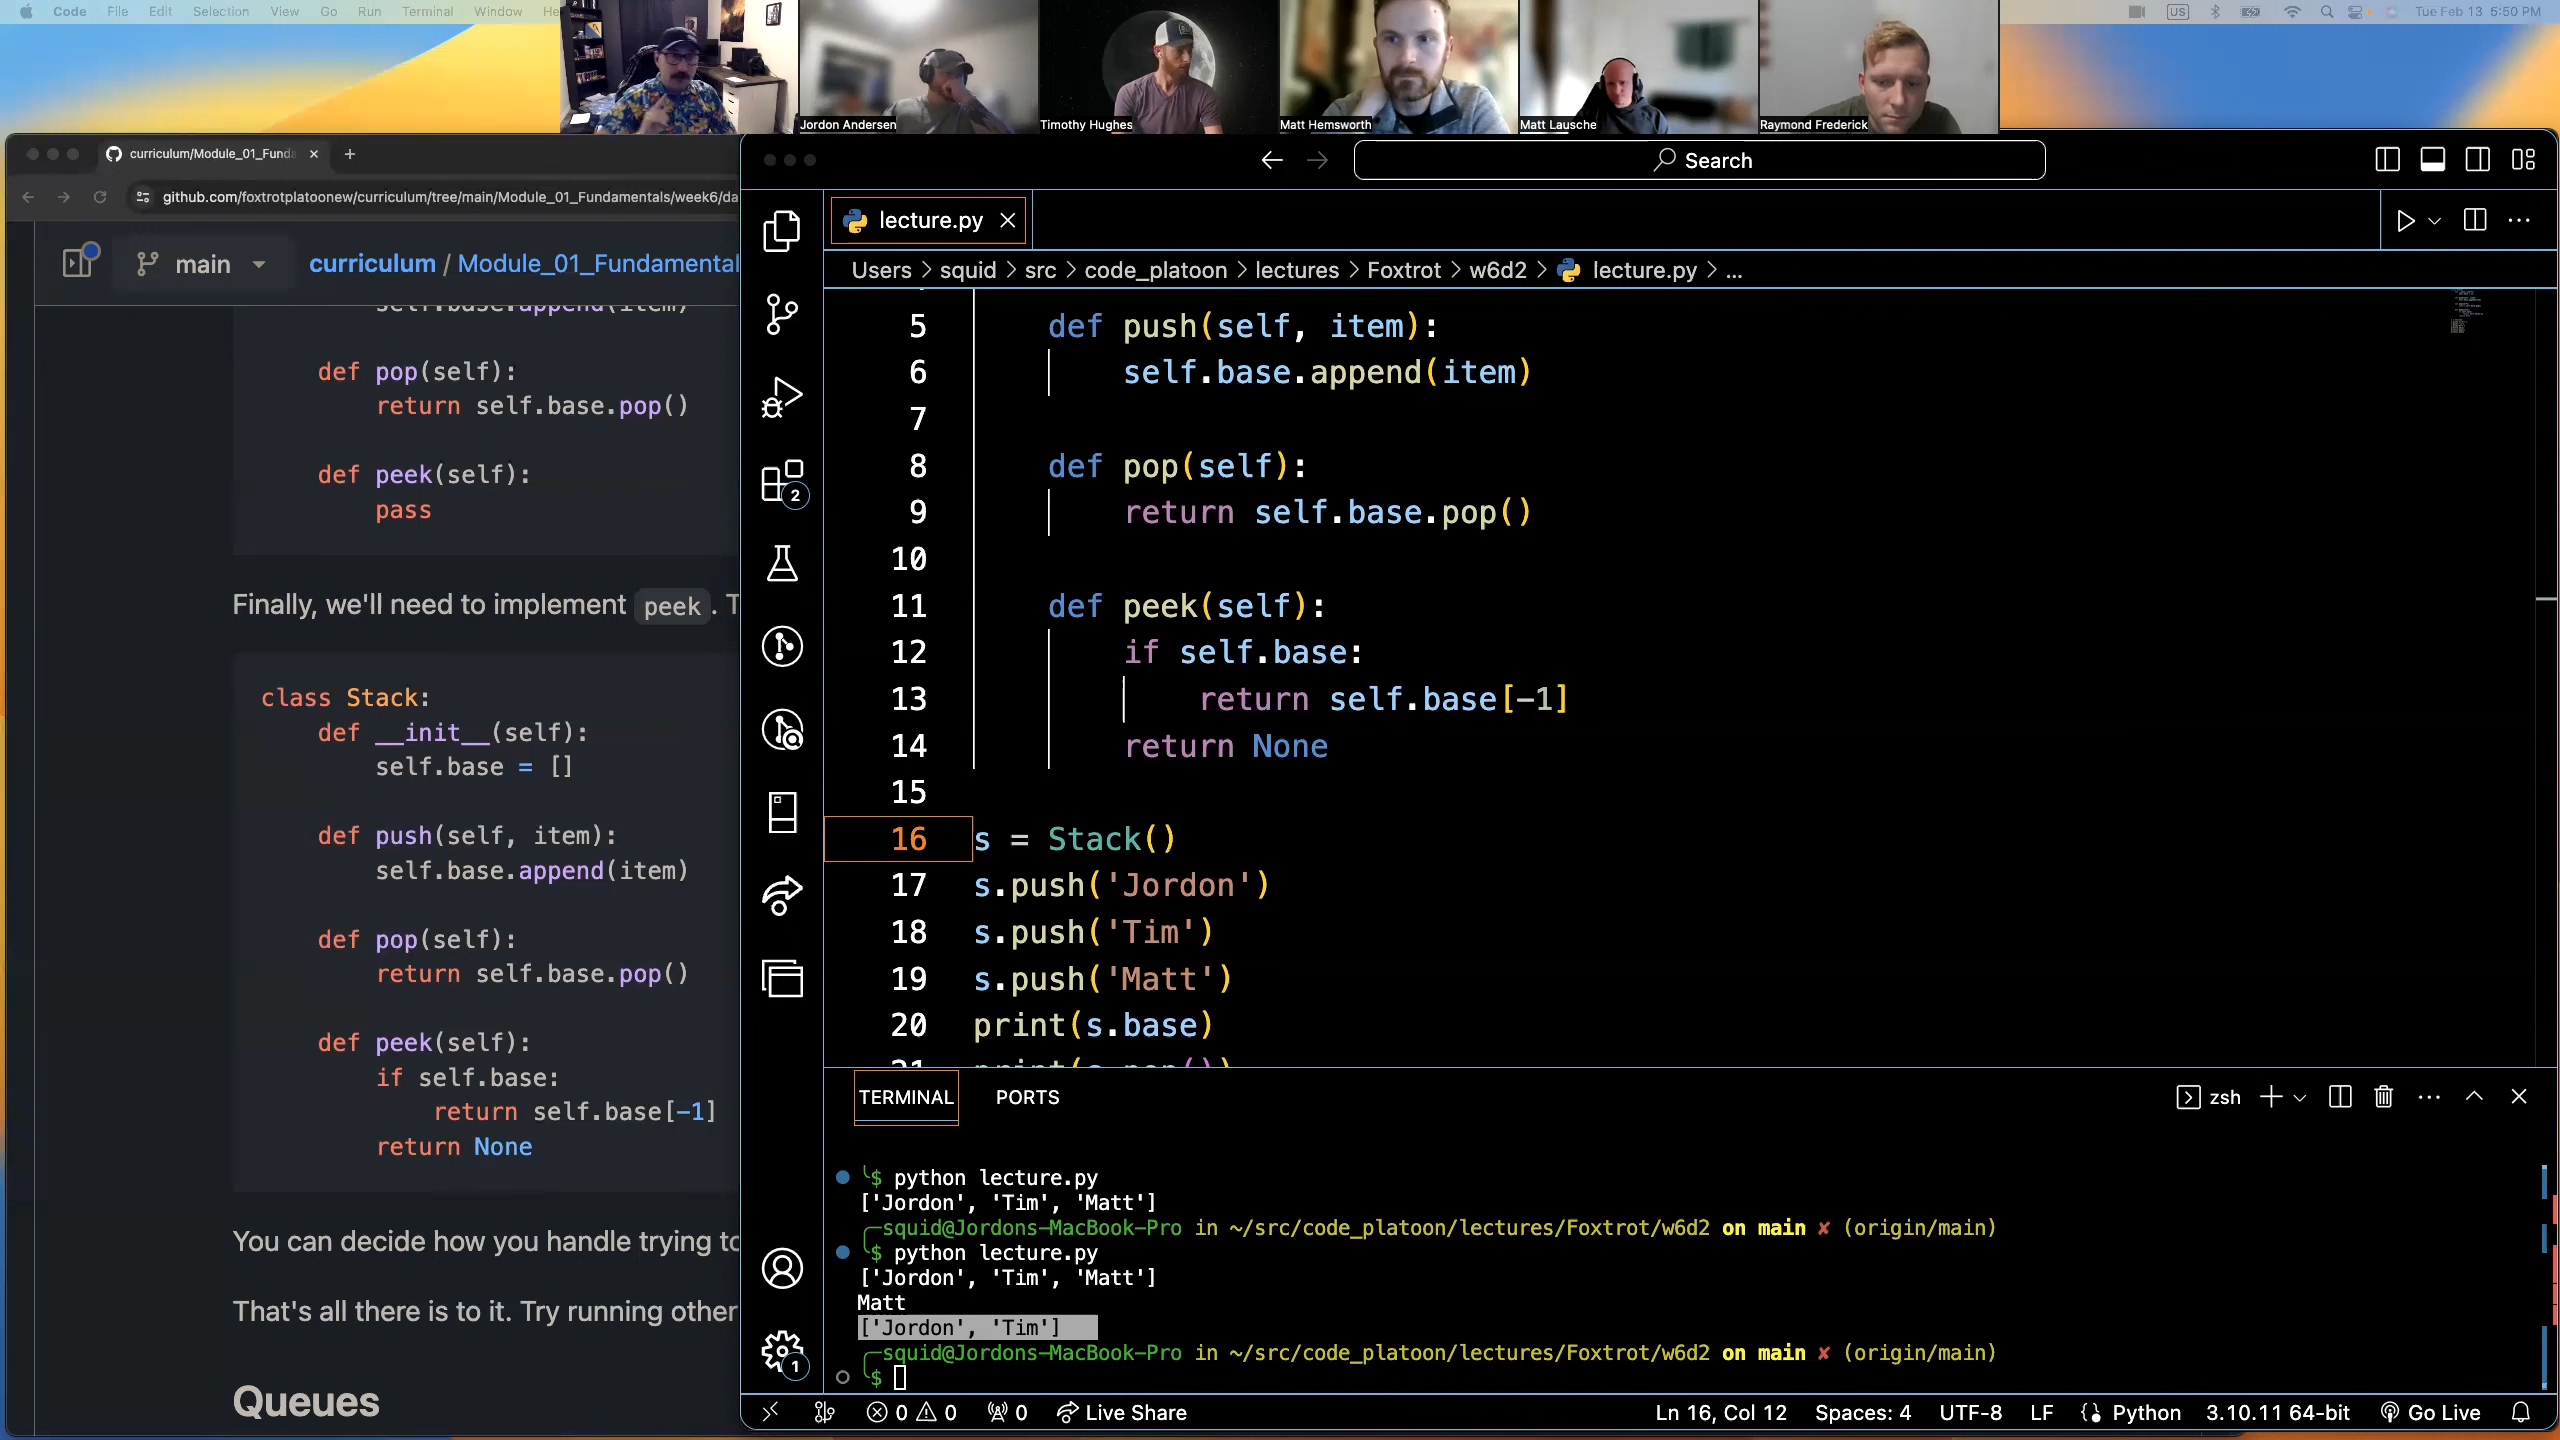 Code File Edit Selection View Go Run Terminal Window He
US Tue Feb 13 5:50 PM
Jordon Andersen
Timothy Hughes
Matt Hemsworth
Matt Lausche
Raymond Frederick
curriculum/Module_01_Funda
github.com/foxtrotplatoonew/curriculum/tree/main/Module_01_Fundamentals/week6/da
main
curriculum / Module_01_Fundamental
self.base.append(item)
def pop(self):
return self.base.pop()
def peek(self):
pass
Finally, we'll need to implement peek. T
class Stack:
def __init__(self):
self.base = []
def push(self, item):
self.base.append(item)
def pop(self):
return self.base.pop()
def peek(self):
if self.base:
return self.base[-1]
return None
You can decide how you handle trying to
That's all there is to it. Try running other
Queues
Search
lecture.py
Users > squid > src > code_platoon > lectures > Foxtrot > w6d2 > lecture.py > ...
5 def push(self, item):
6 self.base.append(item)
7
8 def pop(self):
9 return self.base.pop()
10
11 def peek(self):
12 if self.base:
13 return self.base[-1]
14 return None
15
16 s = Stack()
17 s.push('Jordon')
18 s.push('Tim')
19 s.push('Matt')
20 print(s.base)
21 print(s.pop())
2
1
TERMINAL PORTS
zsh
$ python lecture.py
['Jordon', 'Tim', 'Matt']
squid@Jordons-MacBook-Pro in ~/src/code_platoon/lectures/Foxtrot/w6d2 on main ✘ (origin/main)
$ python lecture.py
['Jordon', 'Tim', 'Matt']
Matt
['Jordon', 'Tim']
squid@Jordons-MacBook-Pro in ~/src/code_platoon/lectures/Foxtrot/w6d2 on main ✘ (origin/main)
$
0 0 0 Live Share
Ln 16, Col 12 Spaces: 4 UTF-8 LF Python 3.10.11 64-bit Go Live